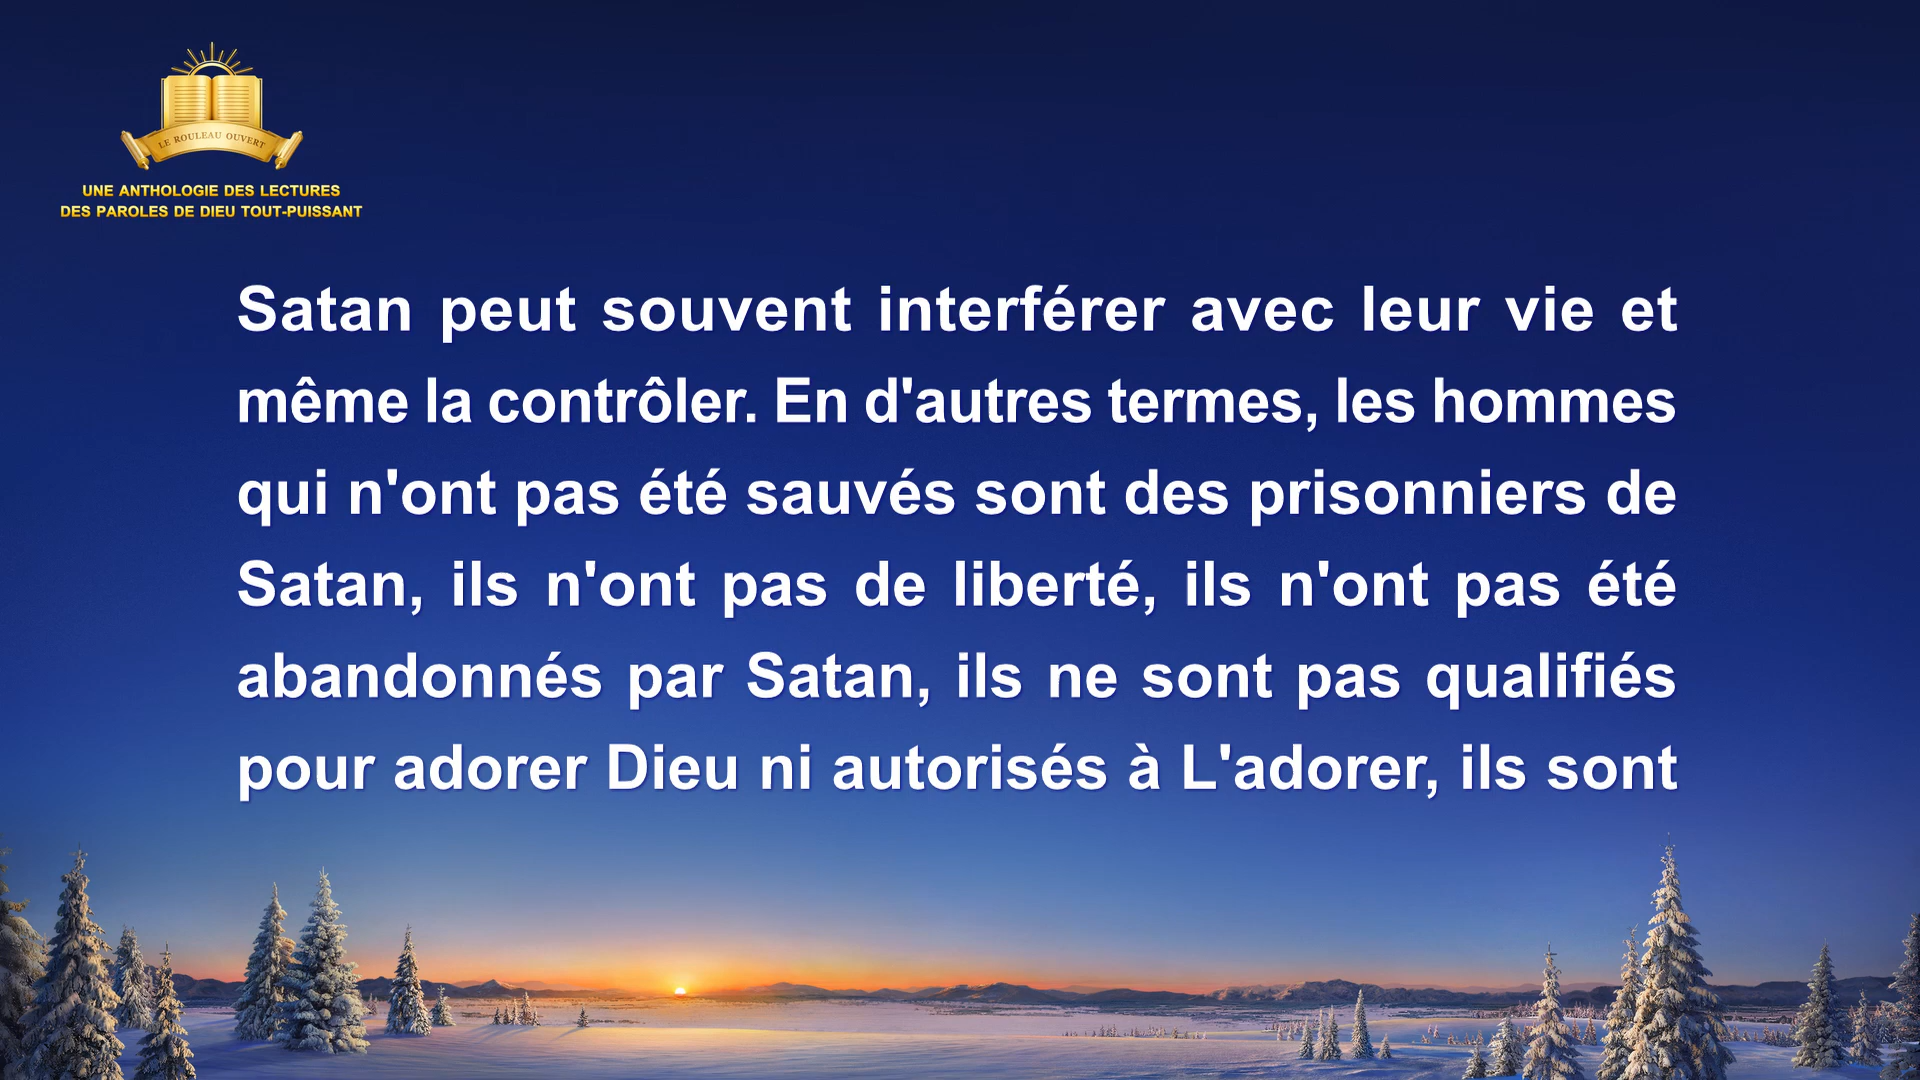 LE ROULEAU OUVERT
UNE ANTHOLOGIE DES LECTURES
DES PAROLES DE DIEU TOUT-PUISSANT
Satan peut souvent interférer avec leur vie et
même la contrôler. En d'autres termes, les hommes
qui n'ont pas été sauvés sont des prisonniers de
Satan, ils n'ont pas de liberté, ils n'ont pas été
abandonnés par Satan, ils ne sont pas qualifiés
pour adorer Dieu ni autorisés à L'adorer, ils sont